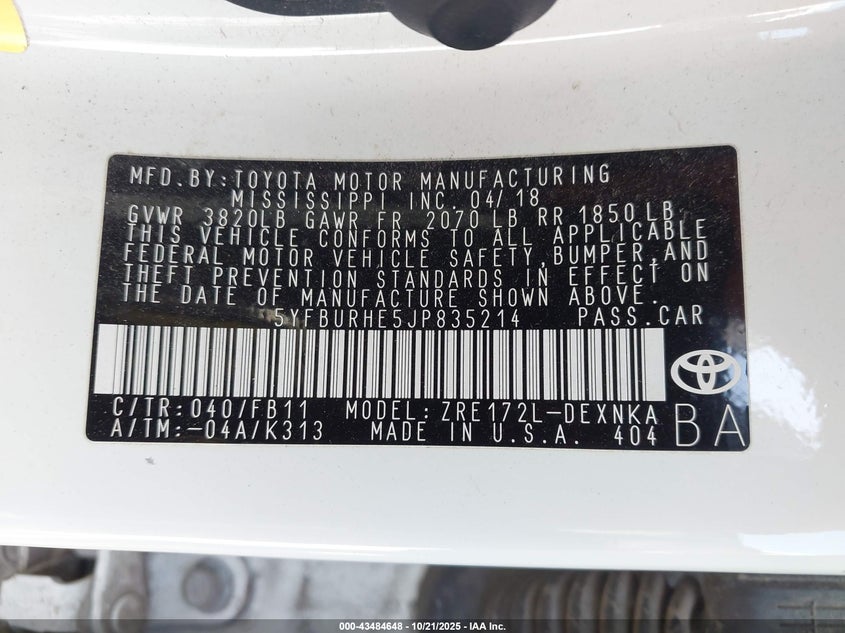 MFD.BY:TOYOTA MOTOR MANUFACTURING
MISSISSIPPI INC.04/18
GVWR 3820LB GAWR FR 2070 LB RR 1850 LB
THIS VEHICLE CONFORMS TO ALL APPLICABLE
FEDERAL MOTOR VEHICLE SAFETY,BUMPER,AND
THEFT PREVENTION STANDARDS IN EFFECT ON
THE DATE OF MANUFACTURE SHOWN ABOVE.
5YFBURHE5JP835214 PASS.CAR
C/TR:040/FB11 MODEL:ZRE172L-DEXNKA
A/TM:-04A/K313 MADE IN U.S.A. 404 BA
000-43484648 - 10/21/2025 - IAA Inc.